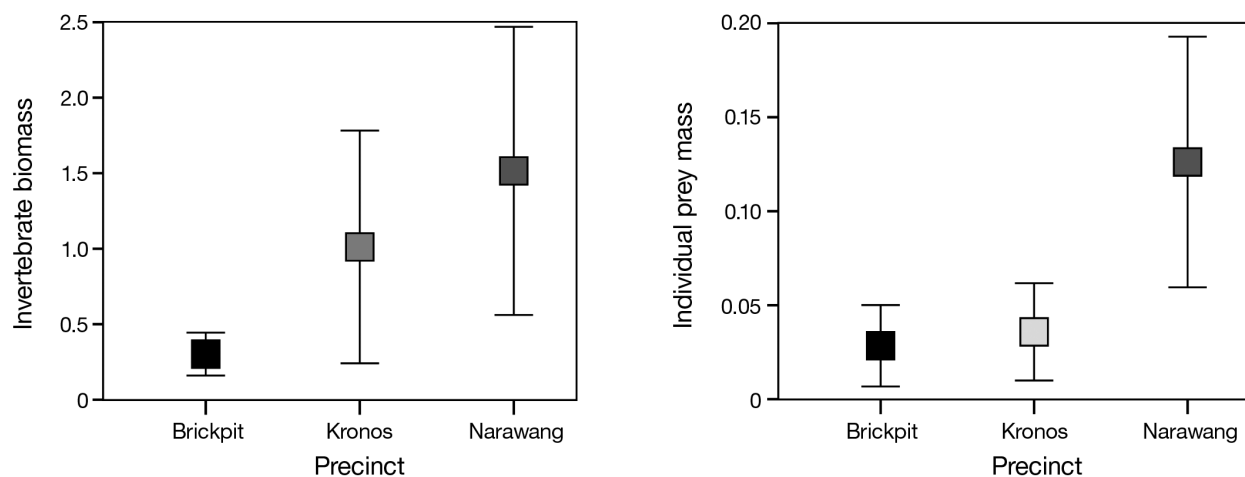 Invertebrate biomass
2.5
2.0
1.5
1.0
0.5
0
Brickpit Kronos Narawang
Precinct
Individual prey mass
0.20
0.15
0.10
0.05
0
Brickpit Kronos Narawang
Precinct